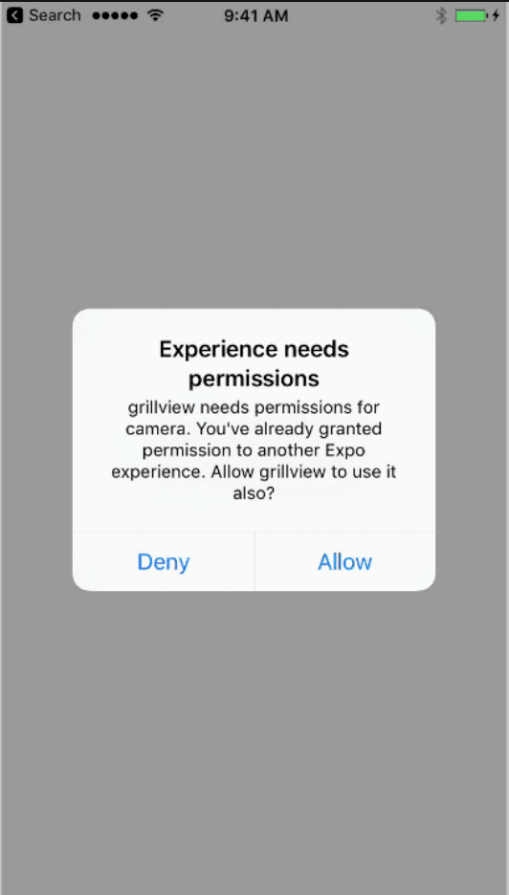 Search 9:41 AM
Experience needs
permissions
grillview needs permissions for
camera. You've already granted
permission to another Expo
experience. Allow grillview to use it
also?
Deny Allow